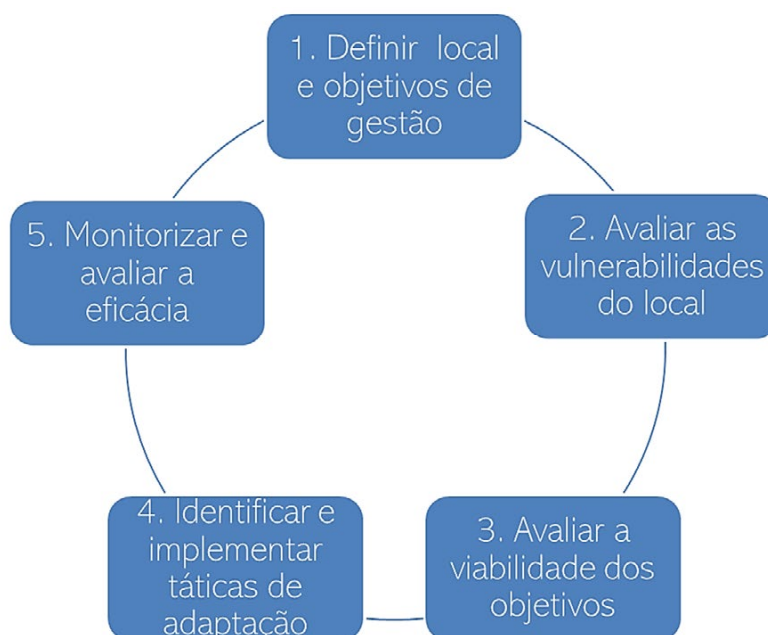 1. Definir local
e objetivos de
gestão
2. Avaliar as
vulnerabilidades
do local
3. Avaliar a
viabilidade dos
objetivos
4. Identificar e
implementar
táticas de
adaptação
5. Monitorizar e
avaliar a
eficácia